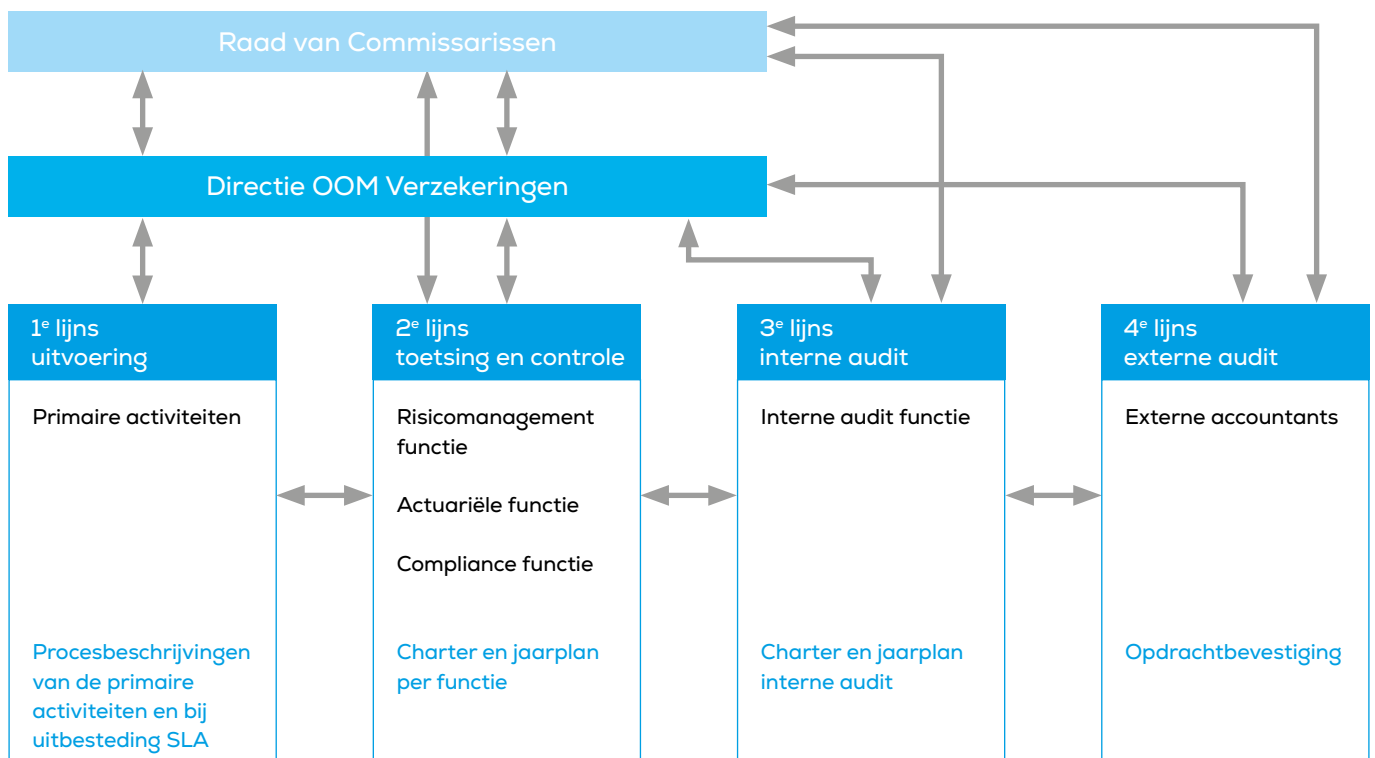 Raad van Commissarissen
Directie OOM Verzekeringen
1e lijns
uitvoering
Primaire activiteiten
Procesbeschrijvingen
van de primaire
activiteiten en bij
uitbesteding SLA
2e lijns
toetsing en controle
Risicomanagement
functie
Actuariële functie
Compliance functie
Charter en jaarplan
per functie
3e lijns
interne audit
Interne audit functie
Charter en jaarplan
interne audit
4e lijns
externe audit
Externe accountants
Opdrachtbevestiging